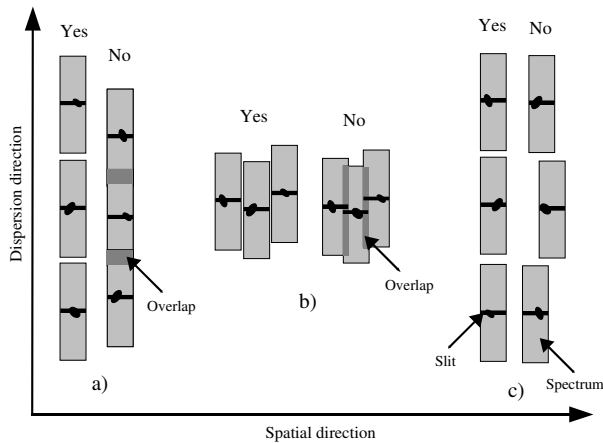 Yes
No
Overlap
a)
Yes
No
Overlap
b)
Yes
No
Slit
Spectrum
c)
Dispersion direction
Spatial direction